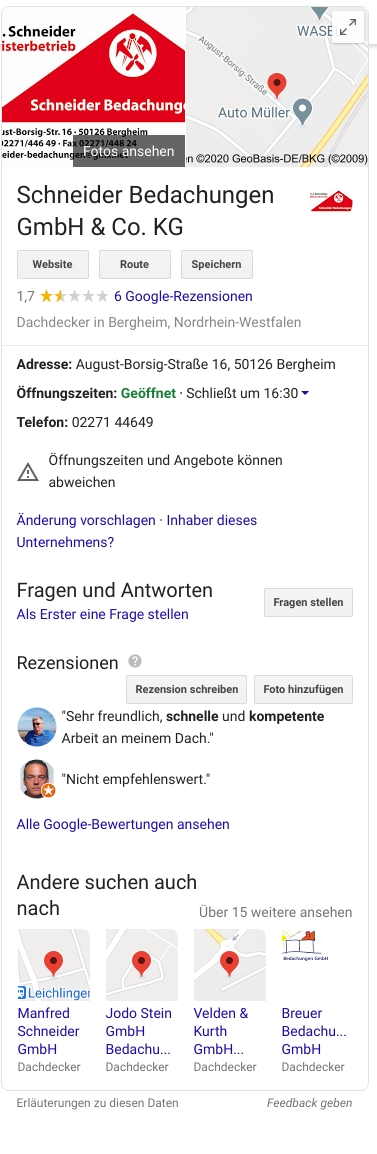 . Schneider
isterbetrieb
Schneider Bedachunge
ust-Borsig-Str. 16 - 50126 Bergheim
02271/446 49 · Fax 02271/448 24
eider-bedachungen.
Fotos ansehen
WASE
August-Borsig-Straße
Auto Müller
en ©2020 GeoBasis-DE/BKG (©2009)
Schneider Bedachungen
GmbH & Co. KG
Website Route Speichern
1,7 6 Google-Rezensionen
Dachdecker in Bergheim, Nordrhein-Westfalen
Adresse: August-Borsig-Straße 16, 50126 Bergheim
Öffnungszeiten: Geöffnet · Schließt um 16:30
Telefon: 02271 44649
Öffnungszeiten und Angebote können
abweichen
Änderung vorschlagen · Inhaber dieses
Unternehmens?
Fragen und Antworten
Als Erster eine Frage stellen
Fragen stellen
Rezensionen ?
Rezension schreiben Foto hinzufügen
"Sehr freundlich, schnelle und kompetente
Arbeit an meinem Dach."
"Nicht empfehlenswert."
Alle Google-Bewertungen ansehen
Andere suchen auch
nach
Über 15 weitere ansehen
Leichlingen
Bedachungen GmbH
Manfred
Schneider
GmbH
Dachdecker
Jodo Stein
GmbH
Bedachu...
Dachdecker
Velden &
Kurth
GmbH...
Dachdecker
Breuer
Bedachu...
GmbH
Dachdecker
Erläuterungen zu diesen Daten
Feedback geben